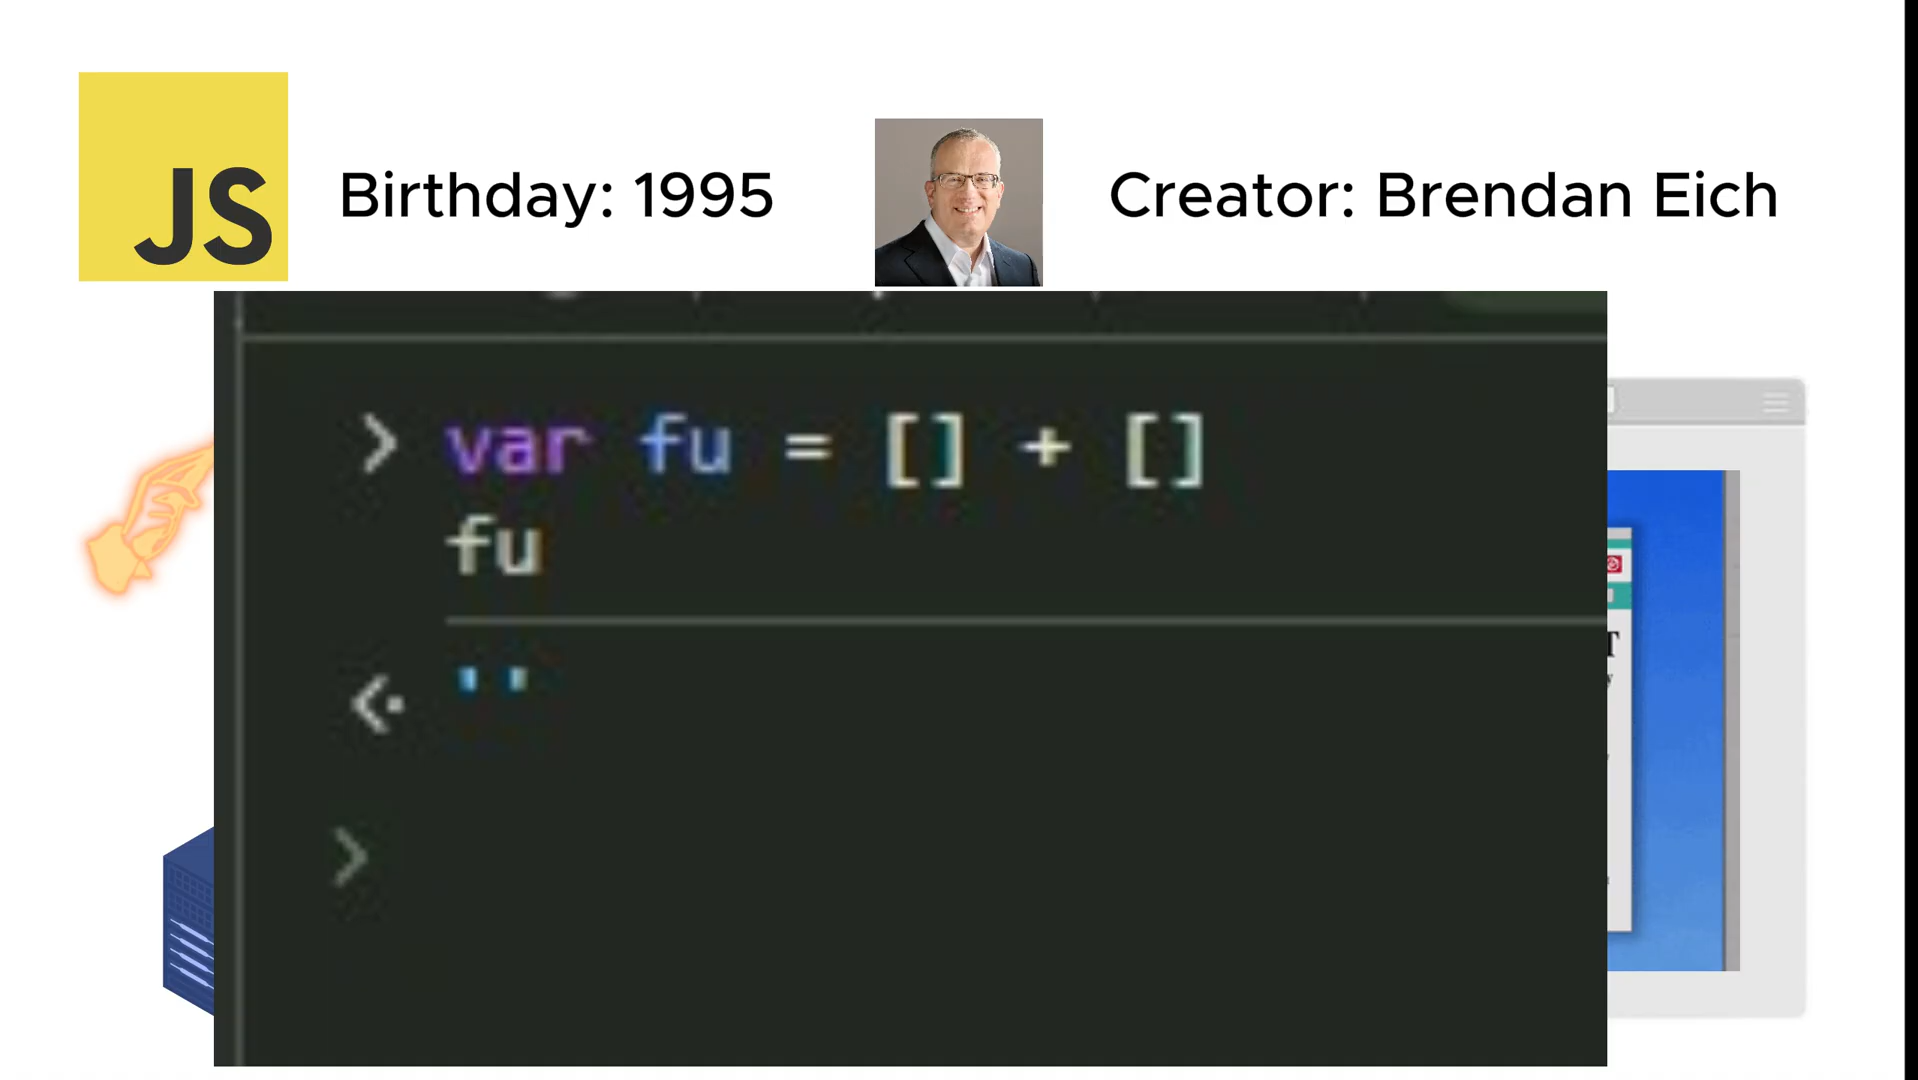 JS
Birthday: 1995
Creator: Brendan Eich
> var fu = [] + []
fu
<· ''
>
T